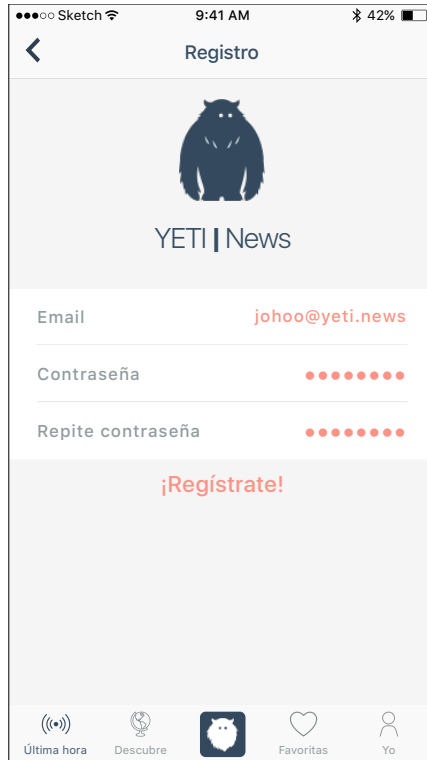 Sketch 9:41 AM 42%
Registro
YETI | News
Email johoo@yeti.news
Contraseña ●●●●●●●●
Repite contraseña ●●●●●●●●
¡Regístrate!
Última hora Descubre Favoritas Yo